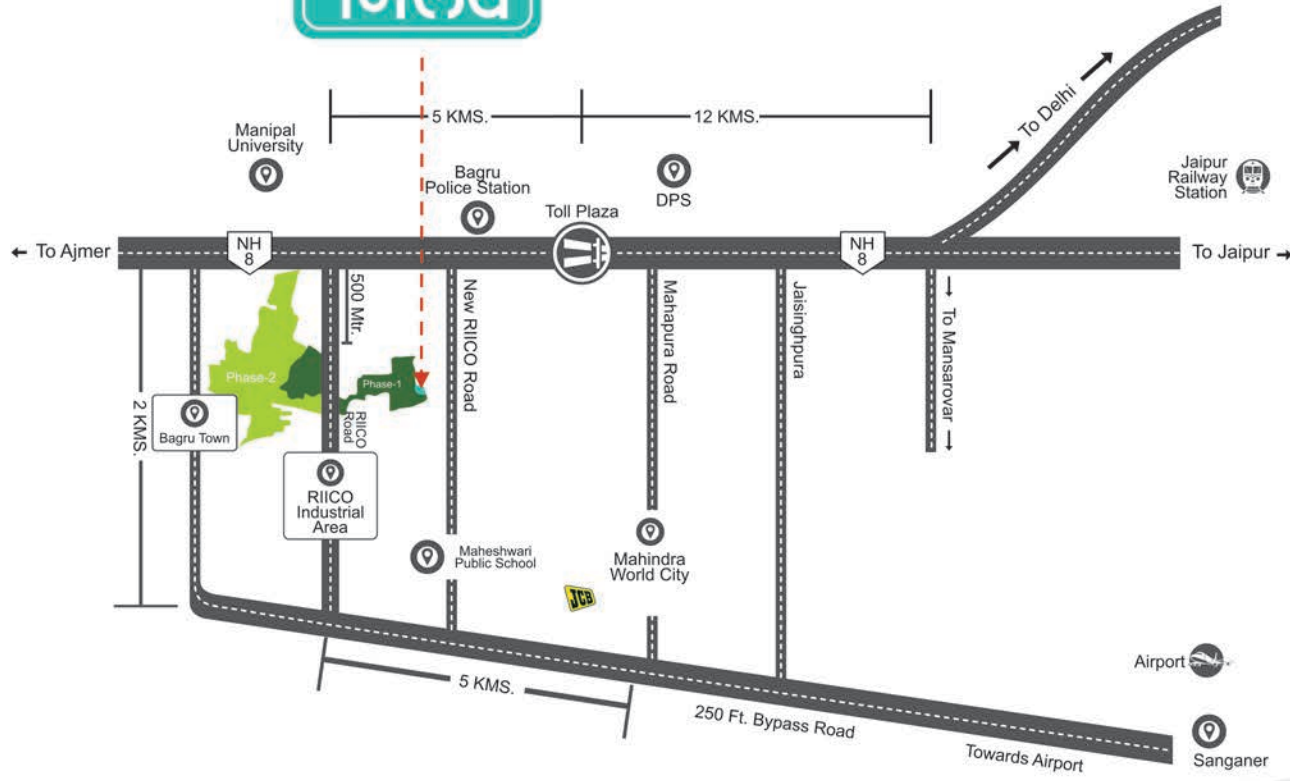 5 KMS.
12 KMS.
To Delhi
Manipal
University
Bagru
Police Station
DPS
Jaipur
Railway
Station
Toll Plaza
← To Ajmer
NH
8
NH
8
To Jaipur →
500 Mtr.
New RIICO Road
Mahapura Road
Jaisinghpura
← To Mansarovar →
Phase-2
Phase-1
2 KMS.
Bagru Town
RIICO
Road
RIICO
Industrial
Area
Maheshwari
Public School
Mahindra
World City
JCB
Airport
5 KMS.
250 Ft. Bypass Road
Towards Airport
Sanganer